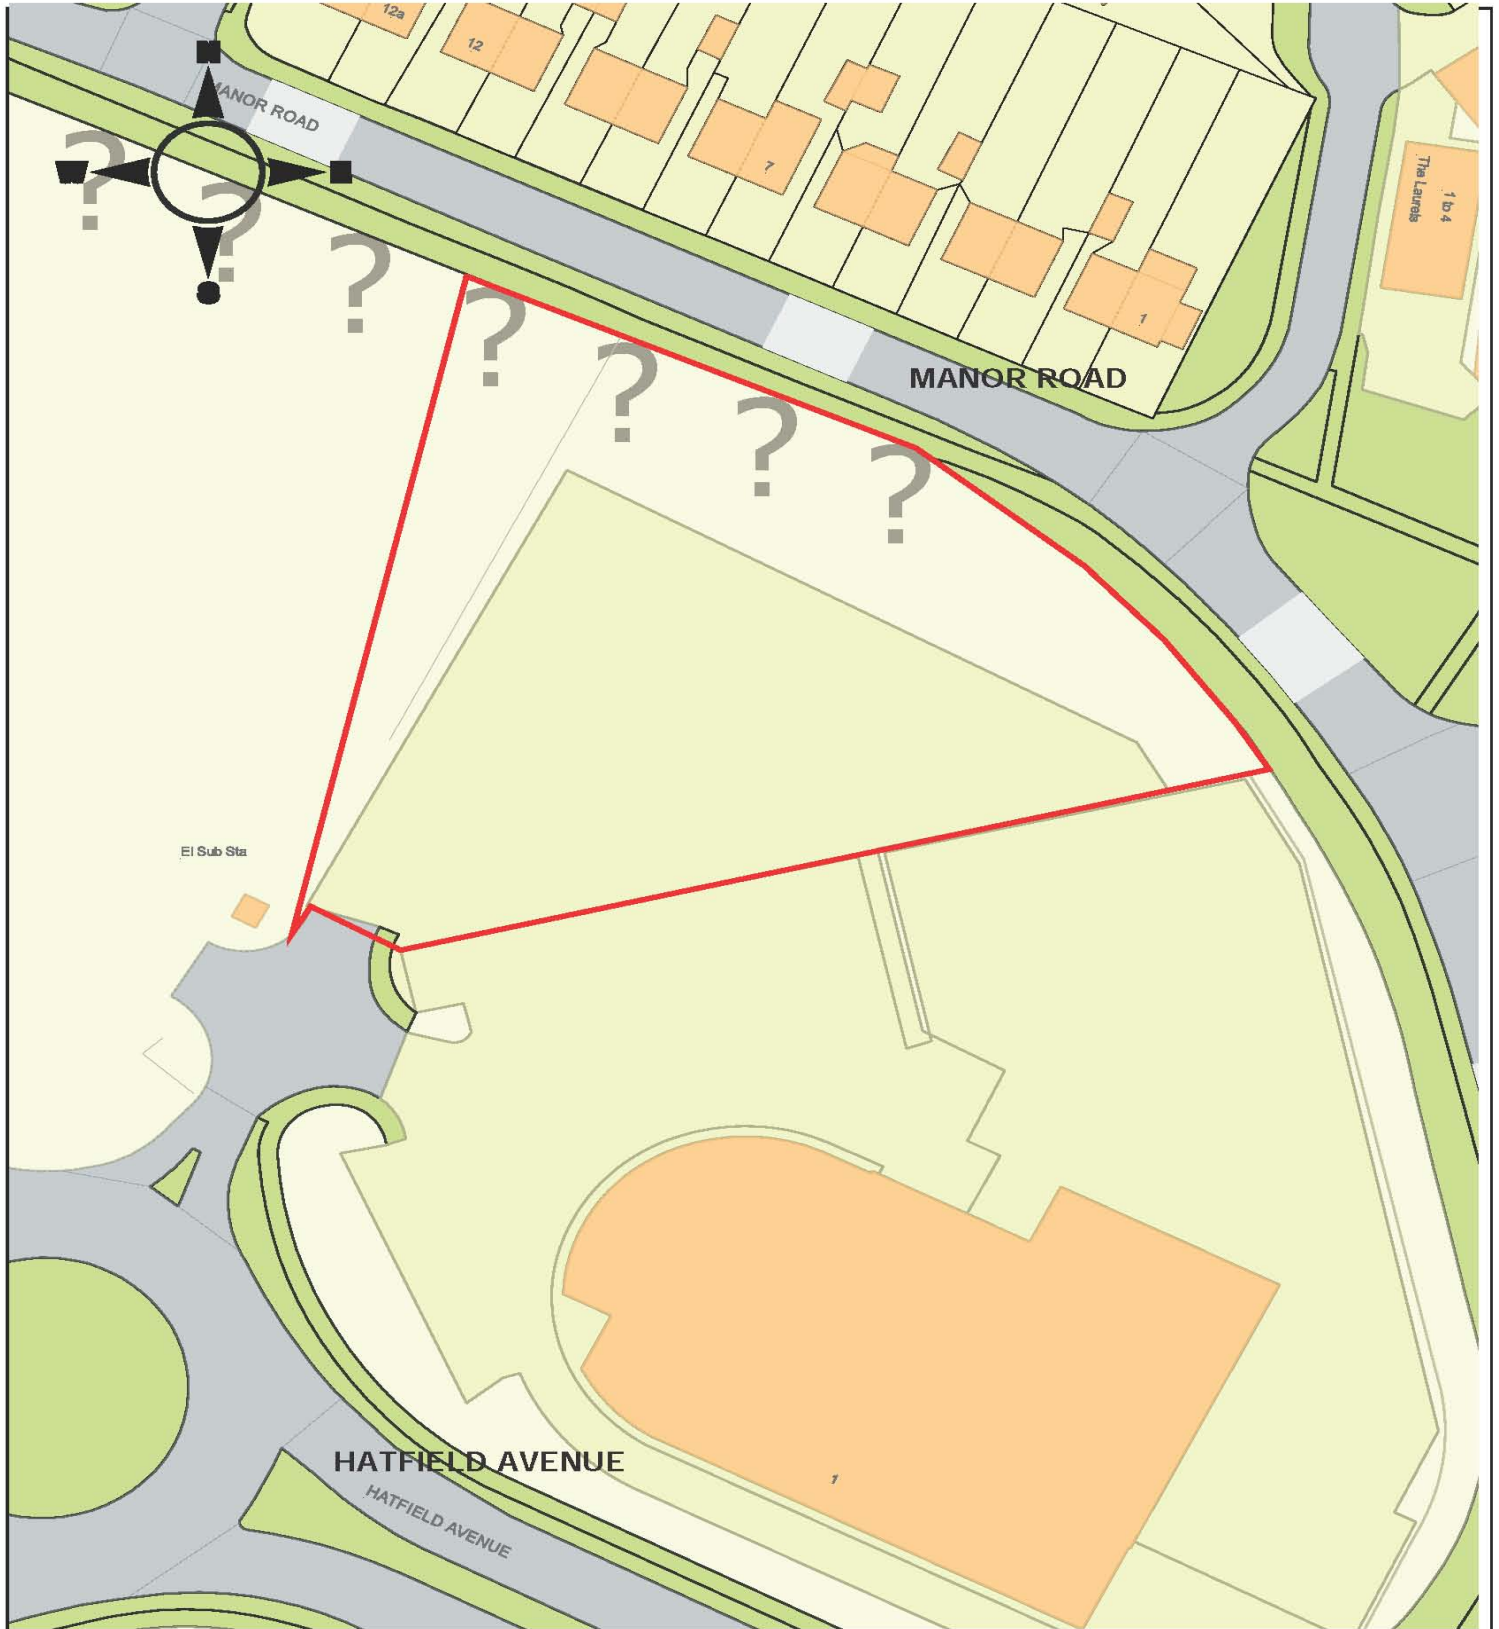 12a
12
MANOR ROAD
7
1
The Laurels
1 to 4
MANOR ROAD
? ? ? ? ? ? ?
El Sub Sta
HATFIELD AVENUE
HATFIELD AVENUE
1